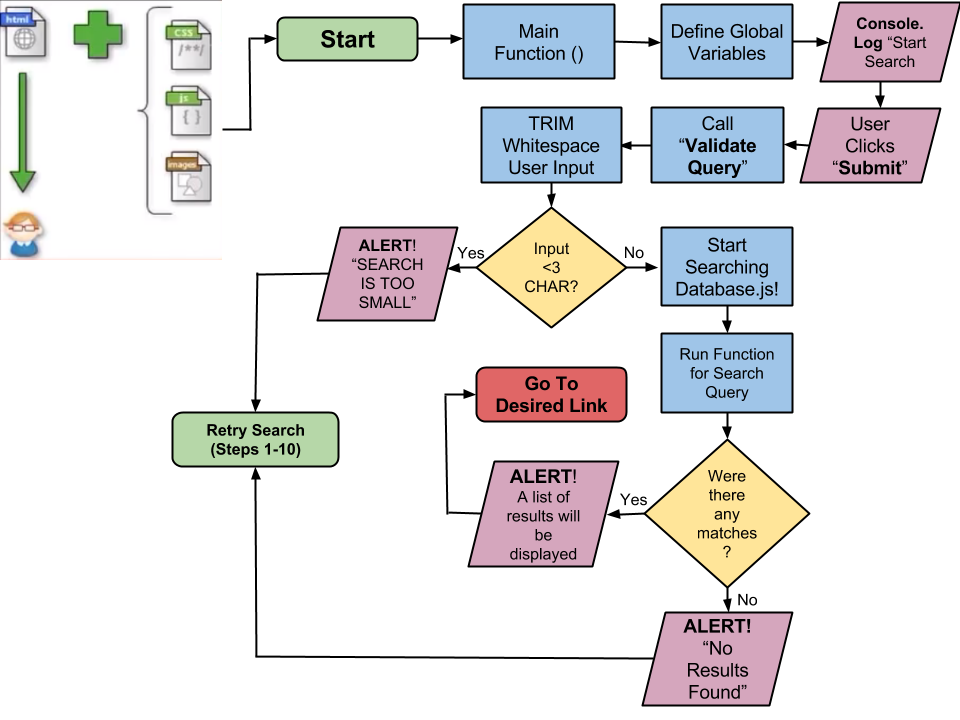 html
CSS
/**/
js
{ }
images
Start
Main
Function ()
Define Global
Variables
Console.
Log “Start
Search
User
Clicks
“Submit”
Call
“Validate
Query”
TRIM
Whitespace
User Input
Input
<3
CHAR?
Yes
No
ALERT!
“SEARCH
IS TOO
SMALL”
Start
Searching
Database.js!
Run Function
for Search
Query
Go To
Desired Link
Retry Search
(Steps 1-10)
Were
there
any
matches
?
Yes
ALERT!
A list of
results will
be
displayed
No
ALERT!
“No
Results
Found”